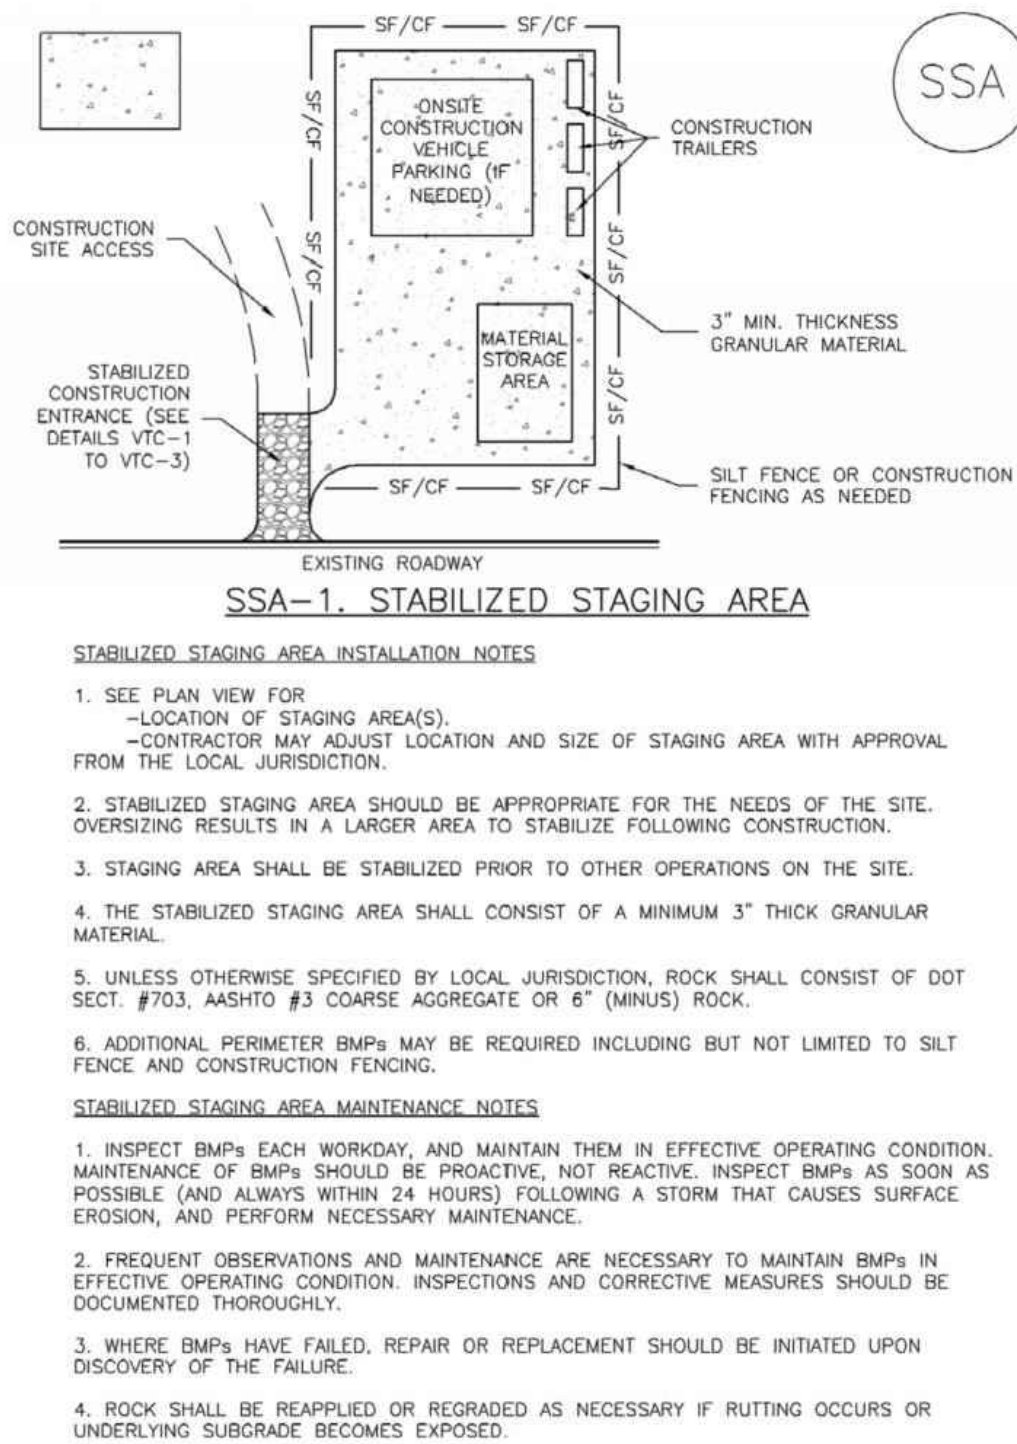 SF/CF SF/CF
SSA
SF/CF
SF/CF
SF/CF
SF/CF
SF/CF
ONSITE
CONSTRUCTION
VEHICLE
PARKING (IF
NEEDED)
CONSTRUCTION
TRAILERS
CONSTRUCTION
SITE ACCESS
3" MIN. THICKNESS
GRANULAR MATERIAL
MATERIAL
STORAGE
AREA
STABILIZED
CONSTRUCTION
ENTRANCE (SEE
DETAILS VTC-1
TO VTC-3)
SILT FENCE OR CONSTRUCTION
FENCING AS NEEDED
SF/CF SF/CF
EXISTING ROADWAY
SSA-1. STABILIZED STAGING AREA
STABILIZED STAGING AREA INSTALLATION NOTES
1. SEE PLAN VIEW FOR
-LOCATION OF STAGING AREA(S).
-CONTRACTOR MAY ADJUST LOCATION AND SIZE OF STAGING AREA WITH APPROVAL
FROM THE LOCAL JURISDICTION.
2. STABILIZED STAGING AREA SHOULD BE APPROPRIATE FOR THE NEEDS OF THE SITE.
OVERSIZING RESULTS IN A LARGER AREA TO STABILIZE FOLLOWING CONSTRUCTION.
3. STAGING AREA SHALL BE STABILIZED PRIOR TO OTHER OPERATIONS ON THE SITE.
4. THE STABILIZED STAGING AREA SHALL CONSIST OF A MINIMUM 3" THICK GRANULAR
MATERIAL.
5. UNLESS OTHERWISE SPECIFIED BY LOCAL JURISDICTION, ROCK SHALL CONSIST OF DOT
SECT. #703, AASHTO #3 COARSE AGGREGATE OR 6" (MINUS) ROCK.
6. ADDITIONAL PERIMETER BMPs MAY BE REQUIRED INCLUDING BUT NOT LIMITED TO SILT
FENCE AND CONSTRUCTION FENCING.
STABILIZED STAGING AREA MAINTENANCE NOTES
1. INSPECT BMPs EACH WORKDAY, AND MAINTAIN THEM IN EFFECTIVE OPERATING CONDITION.
MAINTENANCE OF BMPs SHOULD BE PROACTIVE, NOT REACTIVE. INSPECT BMPs AS SOON AS
POSSIBLE (AND ALWAYS WITHIN 24 HOURS) FOLLOWING A STORM THAT CAUSES SURFACE
EROSION, AND PERFORM NECESSARY MAINTENANCE.
2. FREQUENT OBSERVATIONS AND MAINTENANCE ARE NECESSARY TO MAINTAIN BMPs IN
EFFECTIVE OPERATING CONDITION. INSPECTIONS AND CORRECTIVE MEASURES SHOULD BE
DOCUMENTED THOROUGHLY.
3. WHERE BMPs HAVE FAILED, REPAIR OR REPLACEMENT SHOULD BE INITIATED UPON
DISCOVERY OF THE FAILURE.
4. ROCK SHALL BE REAPPLIED OR REGRADED AS NECESSARY IF RUTTING OCCURS OR
UNDERLYING SUBGRADE BECOMES EXPOSED.